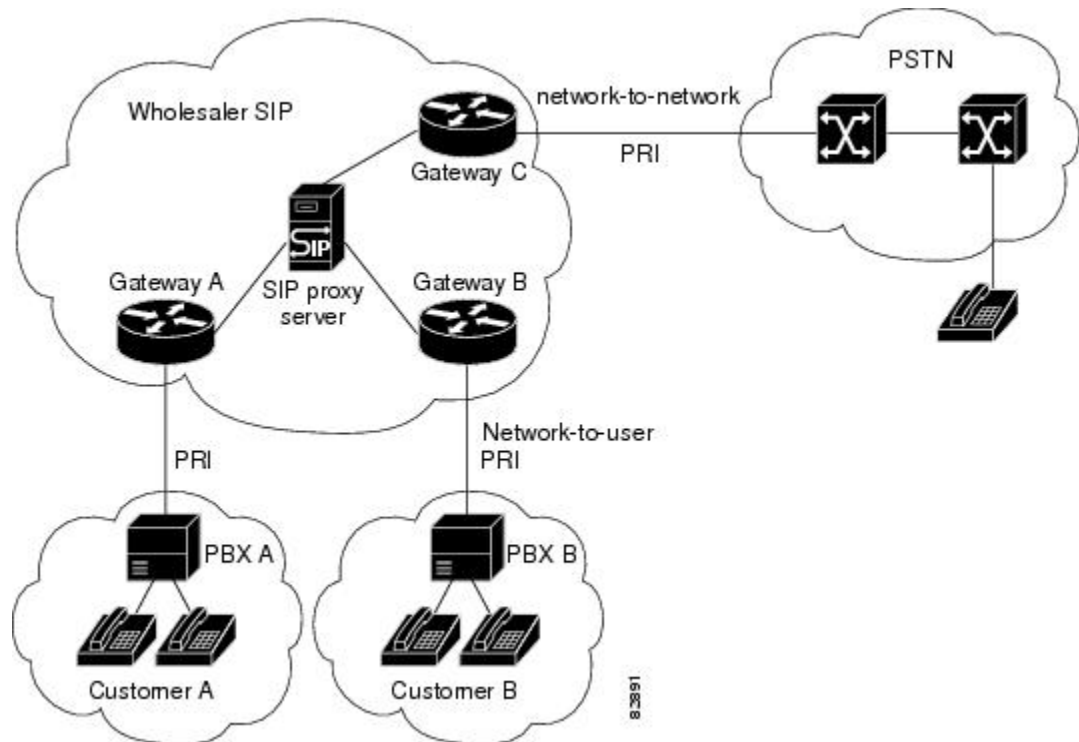 PSTN
Wholesaler SIP
network-to-network
PRI
Gateway C
SIP
Gateway A
SIP proxy
server
Gateway B
PRI
Network-to-user
PRI
PBX A
PBX B
Customer A
Customer B
82891